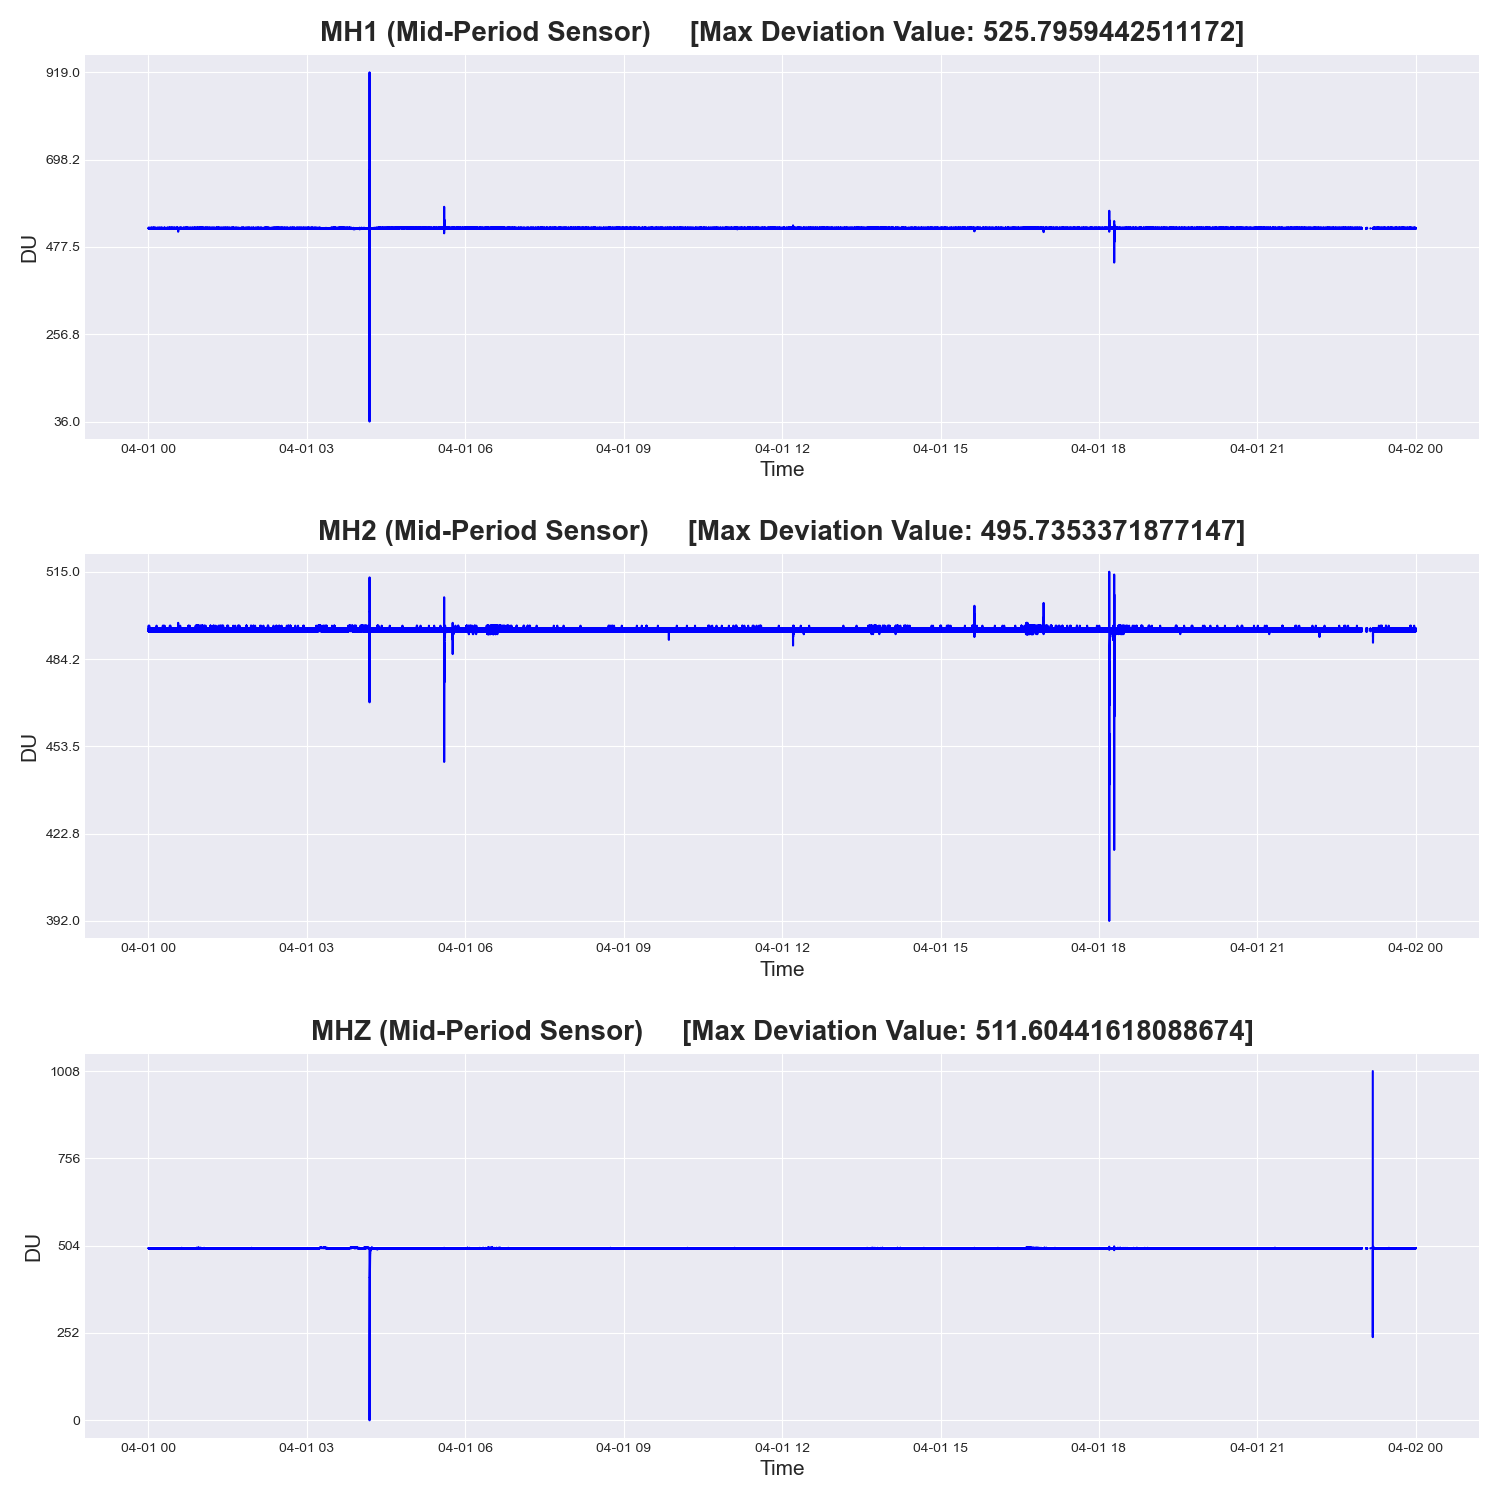 MH1 (Mid-Period Sensor) [Max Deviation Value: 525.7959442511172]
919.0
698.2
477.5
256.8
36.0
DU
04-01 00 04-01 03 04-01 06 04-01 09 04-01 12 04-01 15 04-01 18 04-01 21 04-02 00
Time
MH2 (Mid-Period Sensor) [Max Deviation Value: 495.7353371877147]
515.0
484.2
453.5
422.8
392.0
DU
04-01 00 04-01 03 04-01 06 04-01 09 04-01 12 04-01 15 04-01 18 04-01 21 04-02 00
Time
MHZ (Mid-Period Sensor) [Max Deviation Value: 511.60441618088674]
1008
756
504
252
0
DU
04-01 00 04-01 03 04-01 06 04-01 09 04-01 12 04-01 15 04-01 18 04-01 21 04-02 00
Time